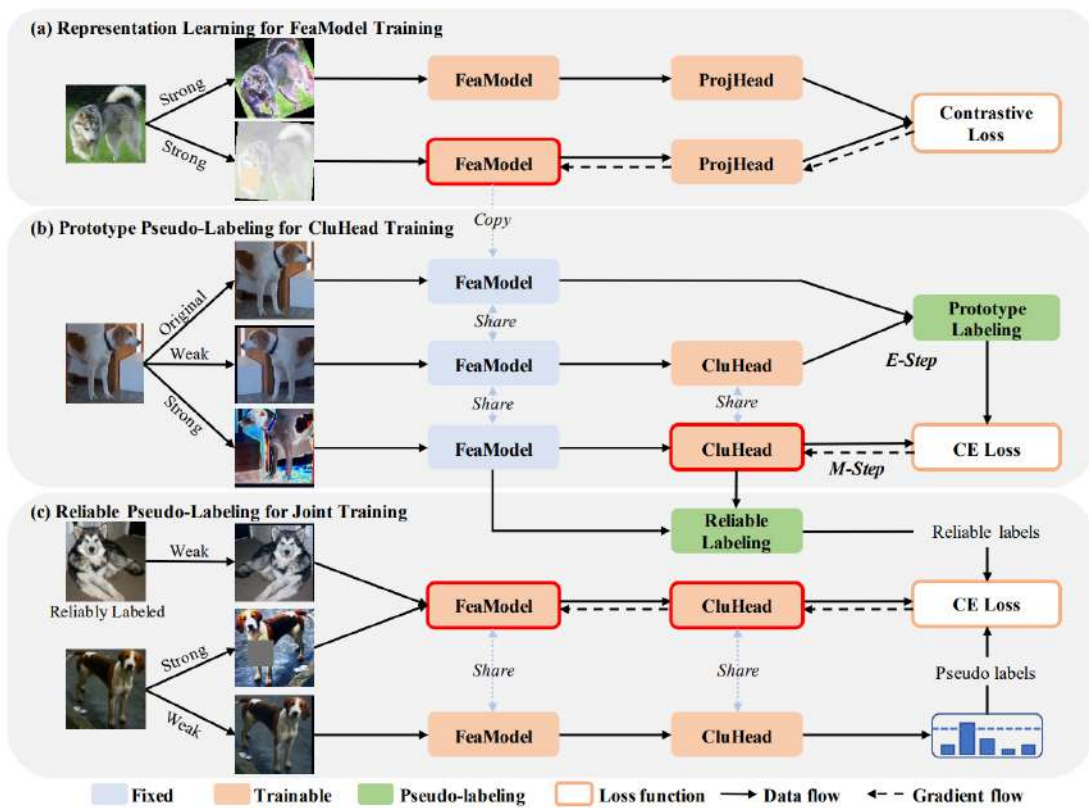 (a) Representation Learning for FeaModel Training
Strong
Strong
FeaModel
ProjHead
FeaModel
ProjHead
Contrastive
Loss
Copy
(b) Prototype Pseudo-Labeling for CluHead Training
Original
Weak
Strong
FeaModel
Share
FeaModel
CluHead
Share
Share
FeaModel
CluHead
Prototype
Labeling
E-Step
M-Step
CE Loss
(c) Reliable Pseudo-Labeling for Joint Training
Weak
Reliably Labeled
Strong
Weak
Reliable
Labeling
Reliable labels
FeaModel
CluHead
CE Loss
Share
Share
Pseudo labels
FeaModel
CluHead
Fixed
Trainable
Pseudo-labeling
Loss function
Data flow
Gradient flow